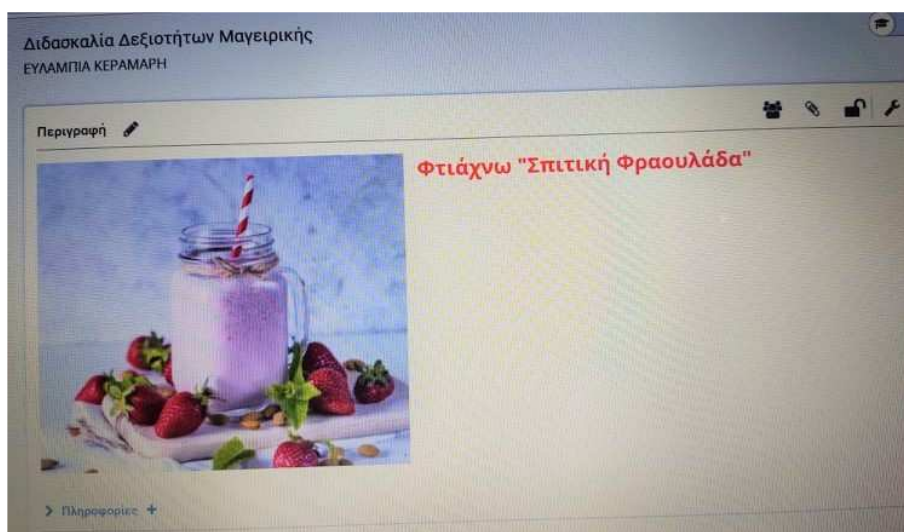 Διδασκαλία Δεξιοτήτων Μαγειρικής
ΕΥΛΑΜΠΙΑ ΚΕΡΑΜΑΡΗ
Περιγραφή
Φτιάχνω "Σπιτική Φραουλάδα"
Πληροφορίες +